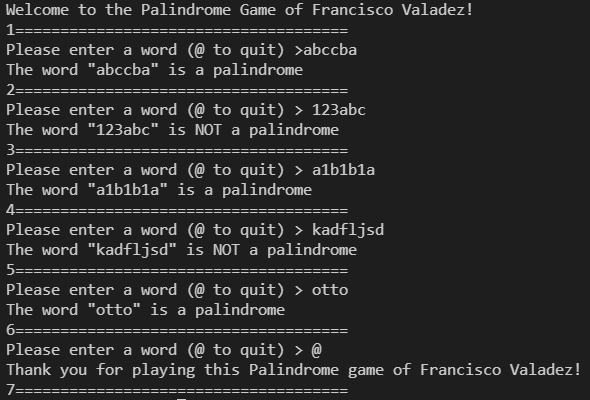 Welcome to the Palindrome Game of Francisco Valadez!
1=====================================
Please enter a word (@ to quit) >abccba
The word "abccba" is a palindrome
2=====================================
Please enter a word (@ to quit) > 123abc
The word "123abc" is NOT a palindrome
3=====================================
Please enter a word (@ to quit) > a1b1b1a
The word "a1b1b1a" is a palindrome
4=====================================
Please enter a word (@ to quit) > kadfljsd
The word "kadfljsd" is NOT a palindrome
5=====================================
Please enter a word (@ to quit) > otto
The word "otto" is a palindrome
6=====================================
Please enter a word (@ to quit) > @
Thank you for playing this Palindrome game of Francisco Valadez!
7=====================================